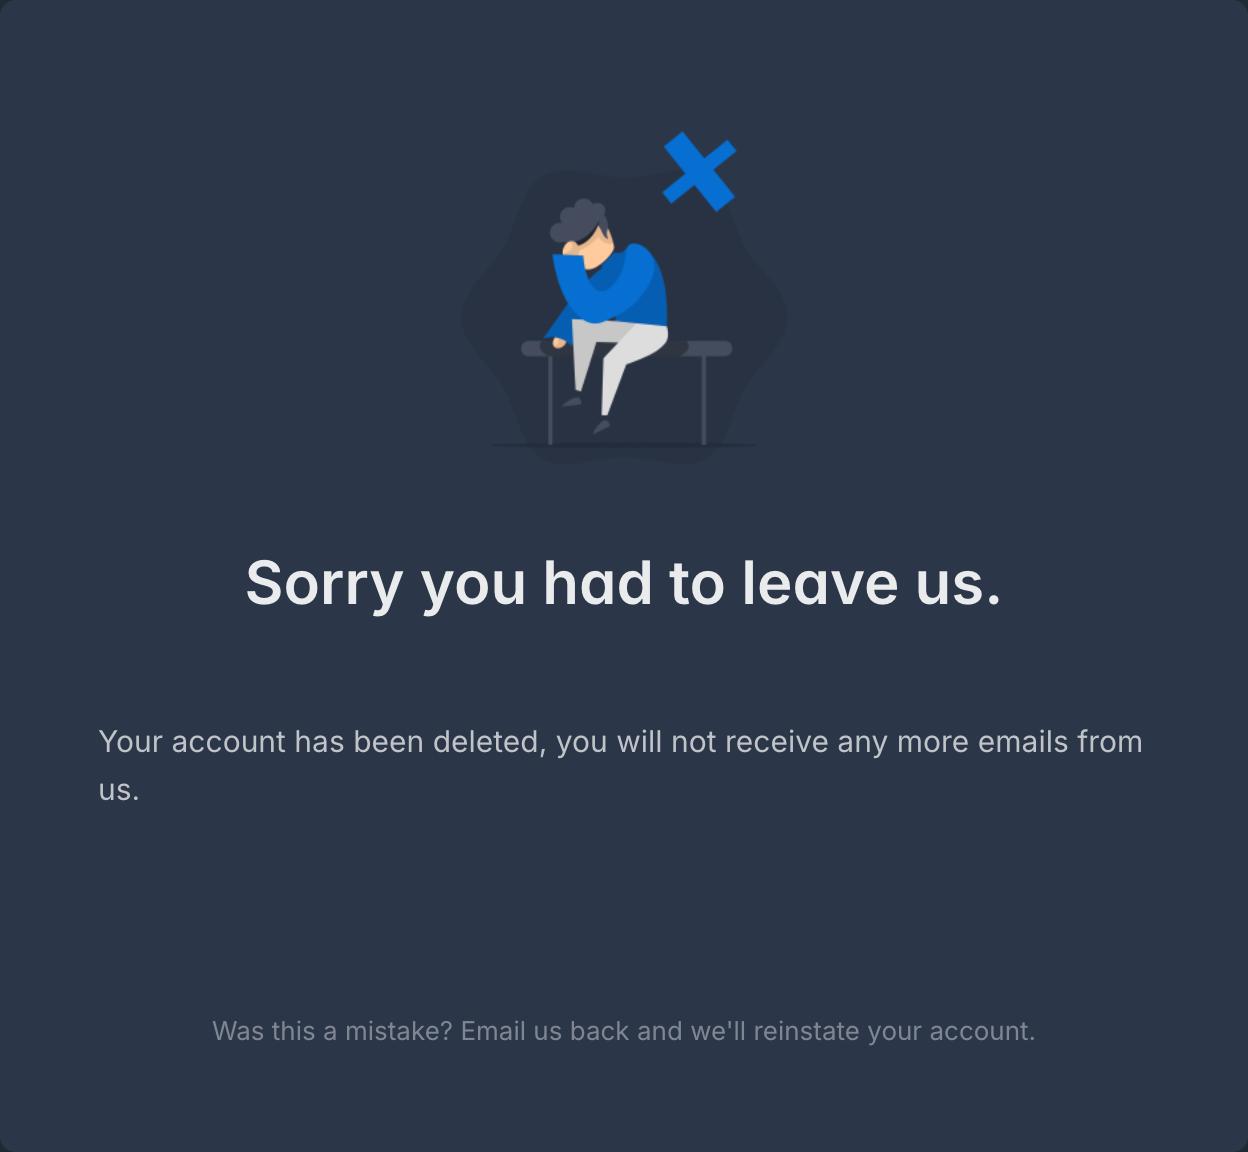 Sorry you had to leave us.
Your account has been deleted, you will not receive any more emails from
us.
Was this a mistake? Email us back and we'll reinstate your account.